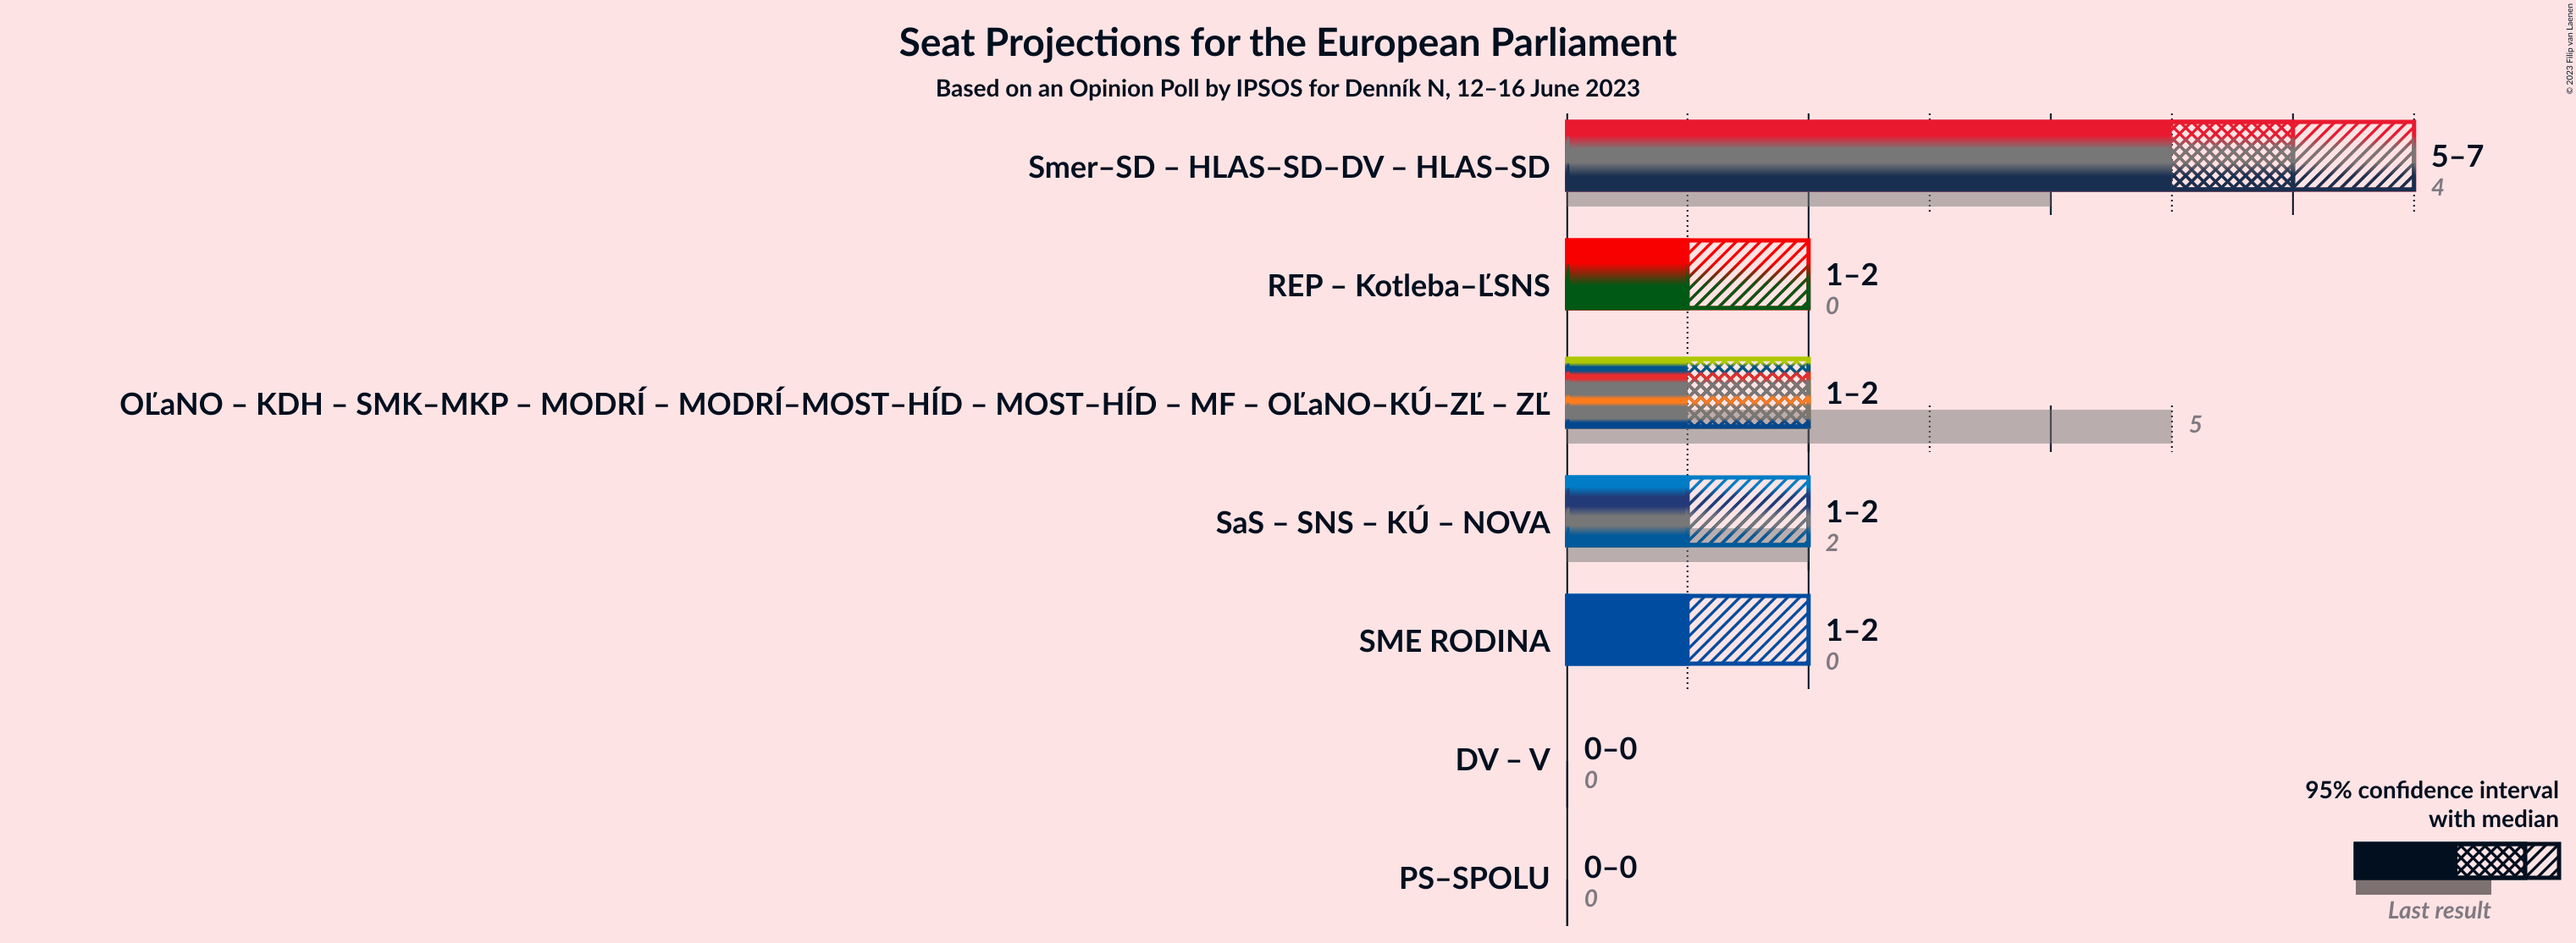 Seat Projections for the European Parliament
Based on an Opinion Poll by IPSOS for Denník N, 12–16 June 2023
© 2023 Filip van Laenen
Smer–SD – HLAS–SD–DV – HLAS–SD
5–7
4
REP – Kotleba–ĽSNS
1–2
0
OĽaNO – KDH – SMK–MKP – MODRÍ – MODRÍ–MOST–HÍD – MOST–HÍD – MF – OĽaNO–KÚ–ZĽ – ZĽ
1–2
5
SaS – SNS – KÚ – NOVA
1–2
2
SME RODINA
1–2
0
DV – V
0–0
0
PS–SPOLU
0–0
0
95% confidence interval
with median
Last result